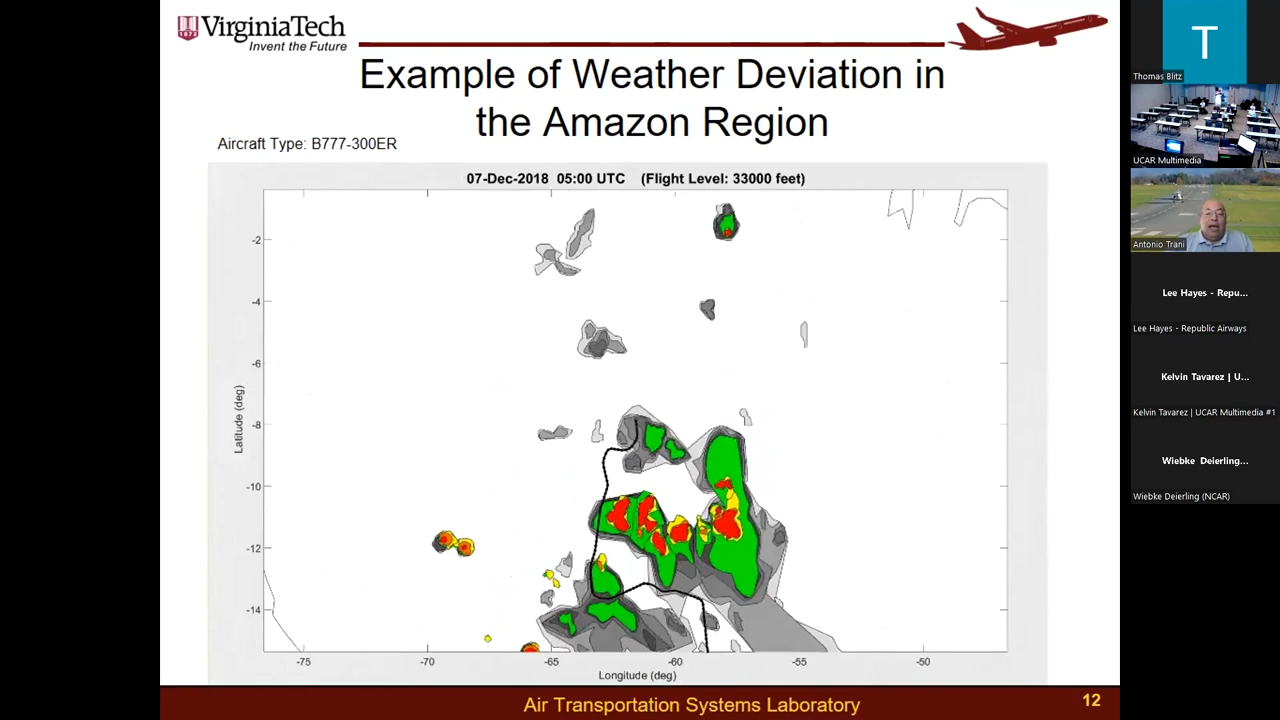 VirginiaTech
1872
Invent the Future
Example of Weather Deviation in
the Amazon Region
Aircraft Type: B777-300ER
07-Dec-2018 05:00 UTC (Flight Level: 33000 feet)
-2
-4
-6
-8
-10
-12
-14
Latitude (deg)
-75
-70
-65
-60
-55
-50
Longitude (deg)
Air Transportation Systems Laboratory
12
T
Thomas Blitz
UCAR Multimedia
Antonio Trani
Lee Hayes - Repu...
Lee Hayes - Republic Airways
Kelvin Tavarez | U...
Kelvin Tavarez | UCAR Multimedia #1
Wiebke Deierling...
Wiebke Deierling (NCAR)